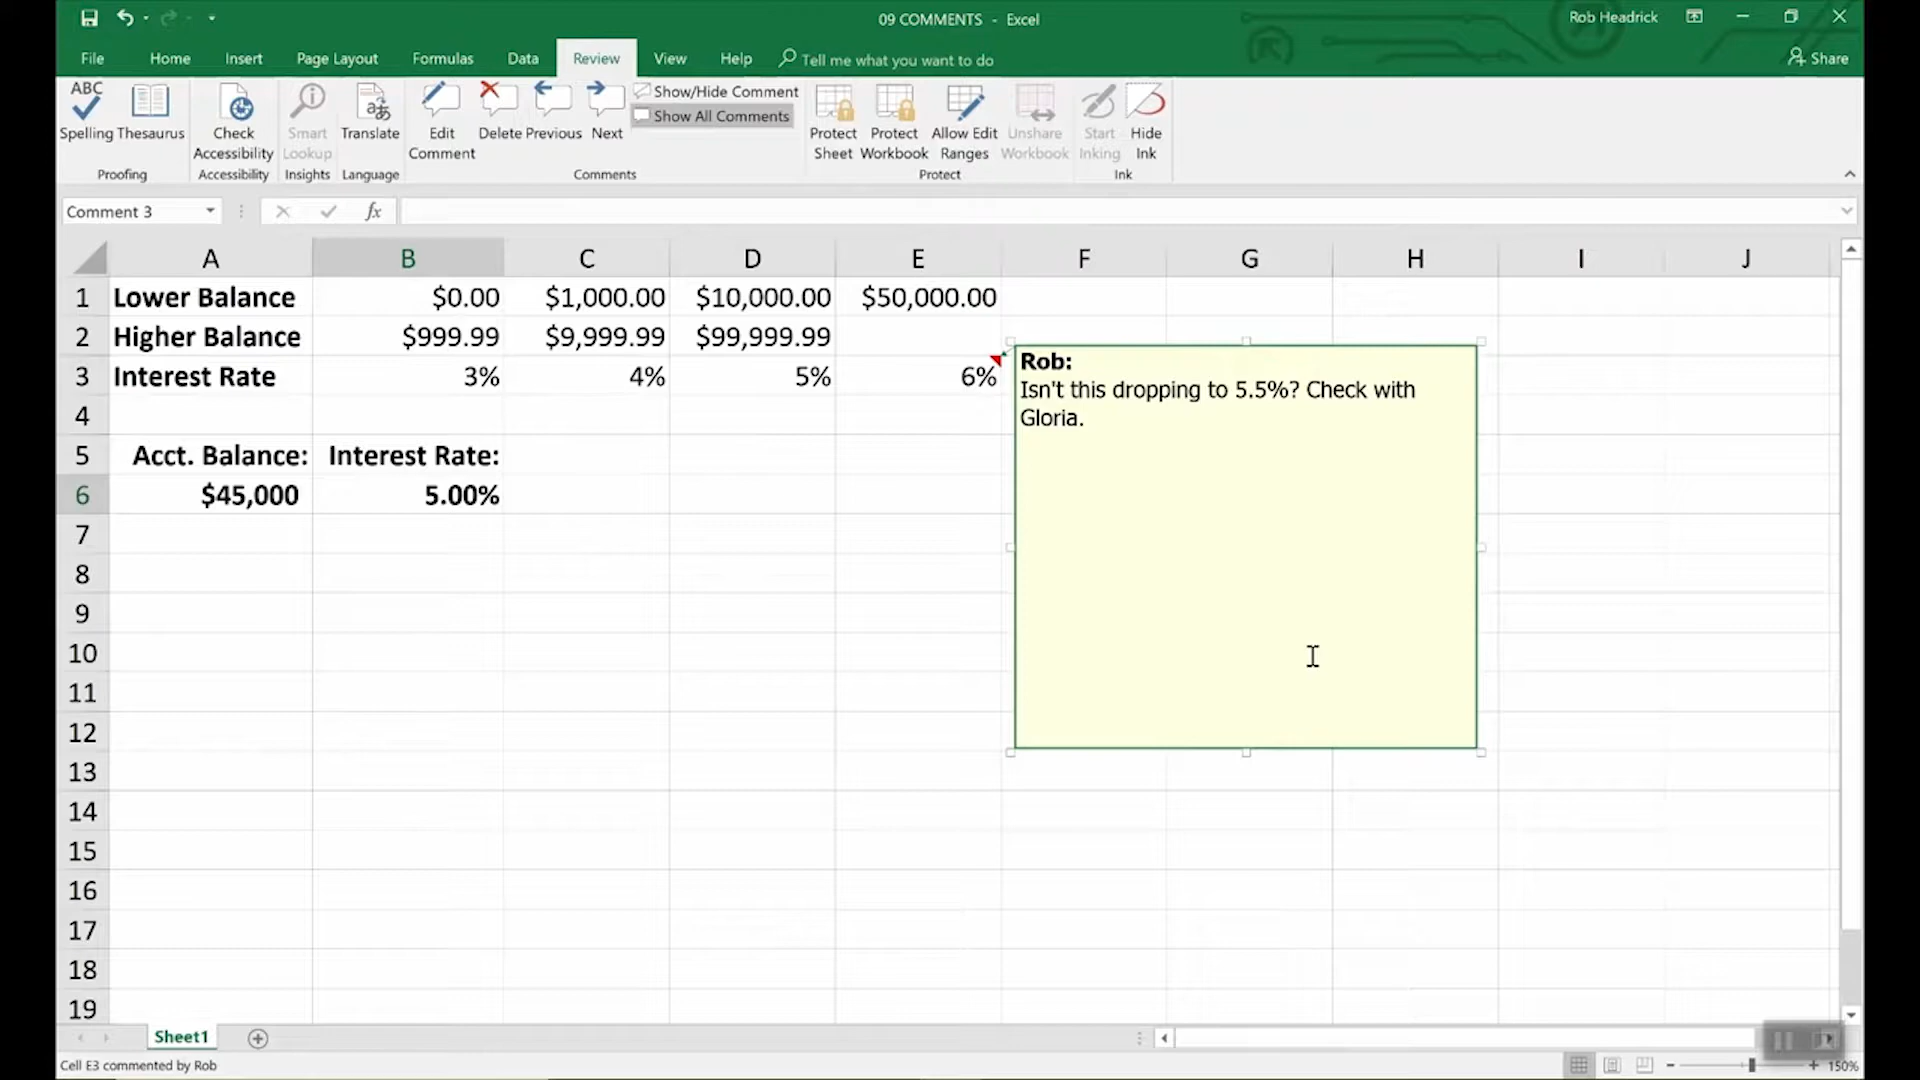 09 COMMENTS - Excel
Rob Headrick
File Home Insert Page Layout Formulas Data Review View Help Tell me what you want to do Share
ABC
Spelling Thesaurus
Proofing
Check Accessibility
Accessibility
Smart Lookup
Insights
Translate
Language
Edit Comment
Delete Previous Next
Show/Hide Comment
Show All Comments
Comments
Protect Sheet
Protect Workbook
Allow Edit Ranges
Unshare Workbook
Protect
Start Inking
Hide Ink
Ink
Comment 3 fx
A B C D E F G H I J
1 Lower Balance $0.00 $1,000.00 $10,000.00 $50,000.00
2 Higher Balance $999.99 $9,999.99 $99,999.99
3 Interest Rate 3% 4% 5% 6%
Rob:
Isn't this dropping to 5.5%? Check with
Gloria.
4
5 Acct. Balance: Interest Rate:
6 $45,000 5.00%
7
8
9
10
11
12
13
14
15
16
17
18
19
Sheet1
Cell E3 commented by Rob
150%